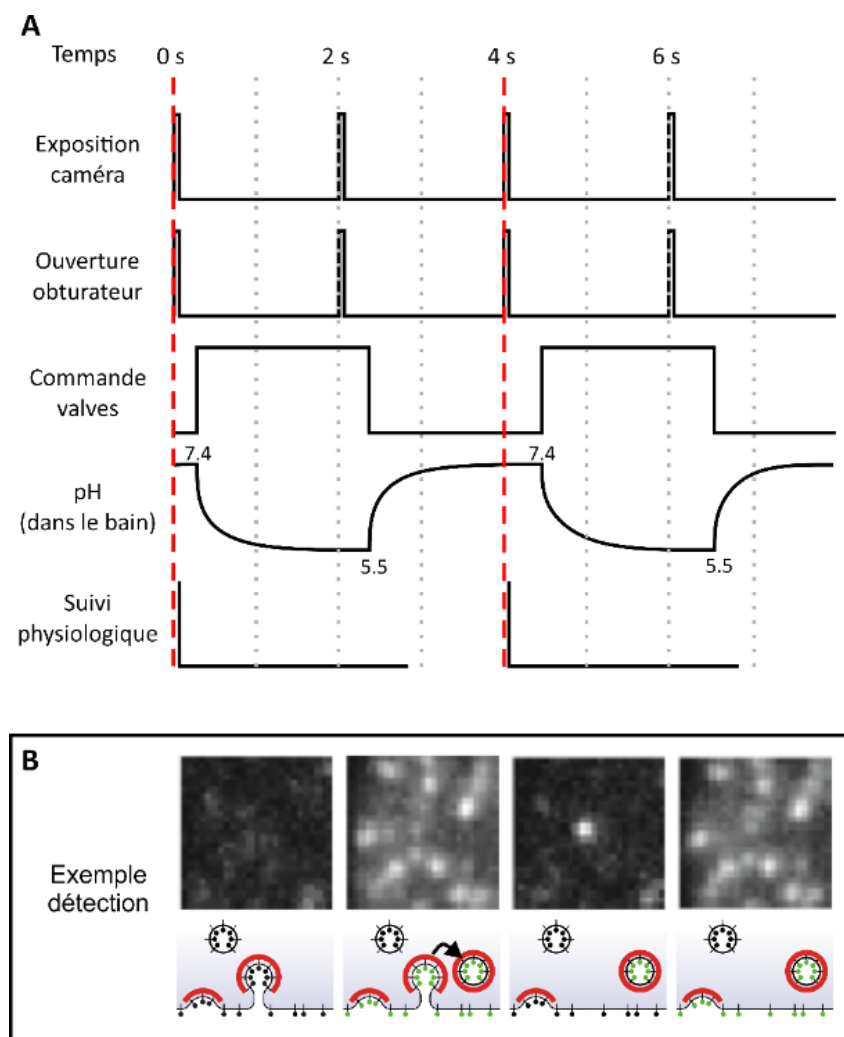 A
Temps 0 s 2 s 4 s 6 s
Exposition
caméra
Ouverture
obturateur
Commande
valves
7.4 7.4
pH
(dans le bain)
5.5 5.5
Suivi
physiologique
B
Exemple
détection